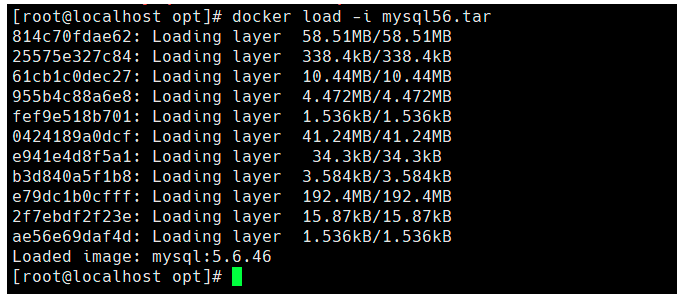 [root@localhost opt]# docker load -i mysql56.tar
814c70fdae62: Loading layer  58.51MB/58.51MB
25575e327c84: Loading layer  338.4kB/338.4kB
61cb1c0dec27: Loading layer  10.44MB/10.44MB
955b4c88a6e8: Loading layer  4.472MB/4.472MB
fef9e518b701: Loading layer  1.536kB/1.536kB
0424189a0dcf: Loading layer  41.24MB/41.24MB
e941e4d8f5a1: Loading layer   34.3kB/34.3kB
b3d840a5f1b8: Loading layer  3.584kB/3.584kB
e79dc1b0cfff: Loading layer  192.4MB/192.4MB
2f7ebdf2f23e: Loading layer  15.87kB/15.87kB
ae56e69daf4d: Loading layer  1.536kB/1.536kB
Loaded image: mysql:5.6.46
[root@localhost opt]#